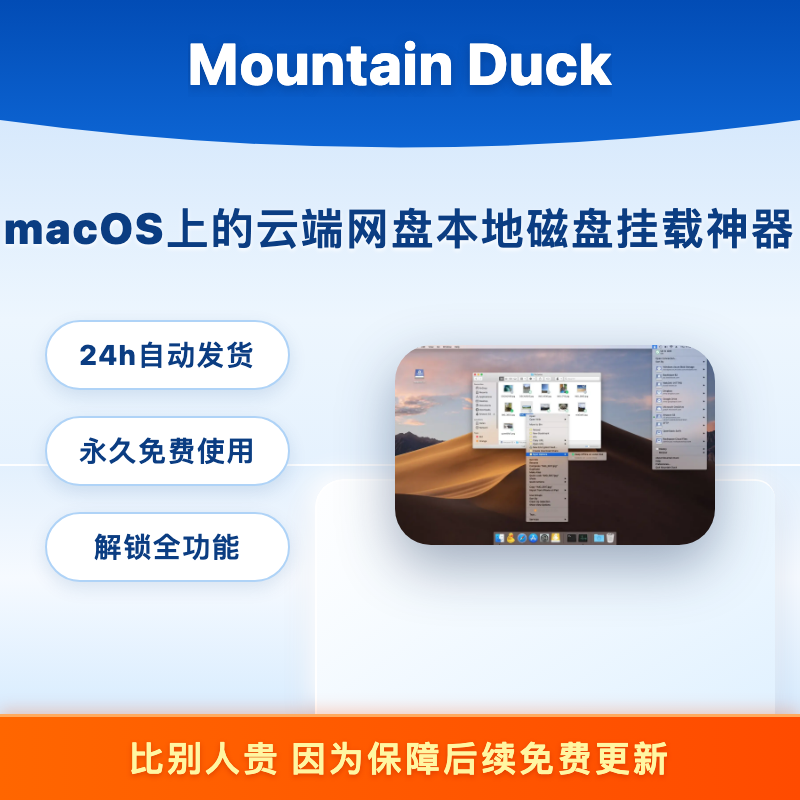 Mountain Duck
macOS上的云端网盘本地磁盘挂载神器
24h自动发货
永久免费使用
解锁全功能
比别人贵 因为保障后续免费更新